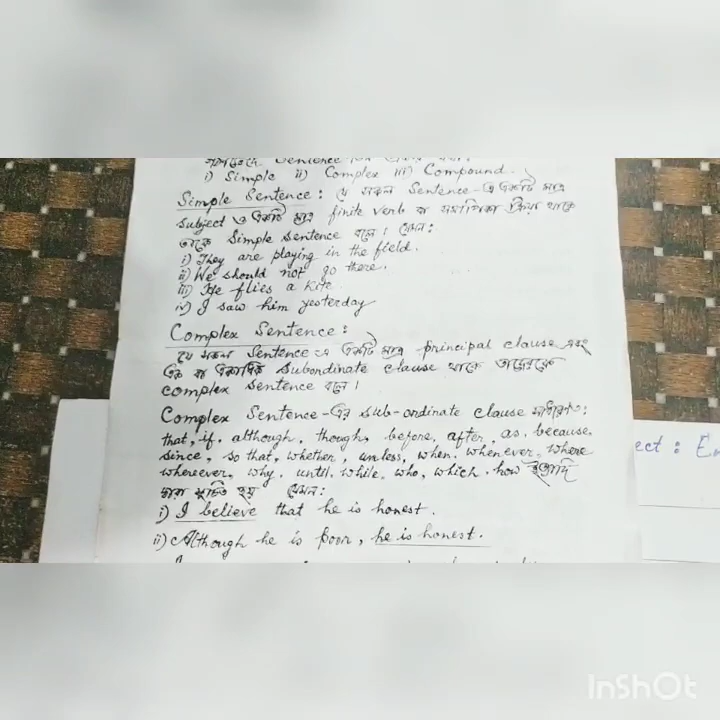 Sentence
i) Simple ii) Complex iii) Compound.
Simple Sentence : যে সকল Sentence-এ একটি মাত্র
subject ও একটি মাত্র finite verb বা সমাপিকা ক্রিয়া থাকে
তাকে Simple Sentence বলে। যেমন:
i) They are playing in the field.
ii) We should not go there.
iii) He flies a kite
iv) I saw him yesterday
Complex Sentence :
যে সকল Sentence এ একটি মাত্র principal clause এবং
এক বা একাধিক Subordinate clause থাকে তাদেরকে
complex Sentence বলে।
Complex Sentence-এর Sub-ordinate clause সাধারণত:
that, if, although, though, before, after, as, because,
since, so that, whether, unless, when, whenever, where
whereever, why, until, while, who, which, how ইত্যাদি
দ্বারা সূচিত হয় যেমন:
i) I believe that he is honest.
ii) Although he is poor, he is honest.
ect : En
InShOt